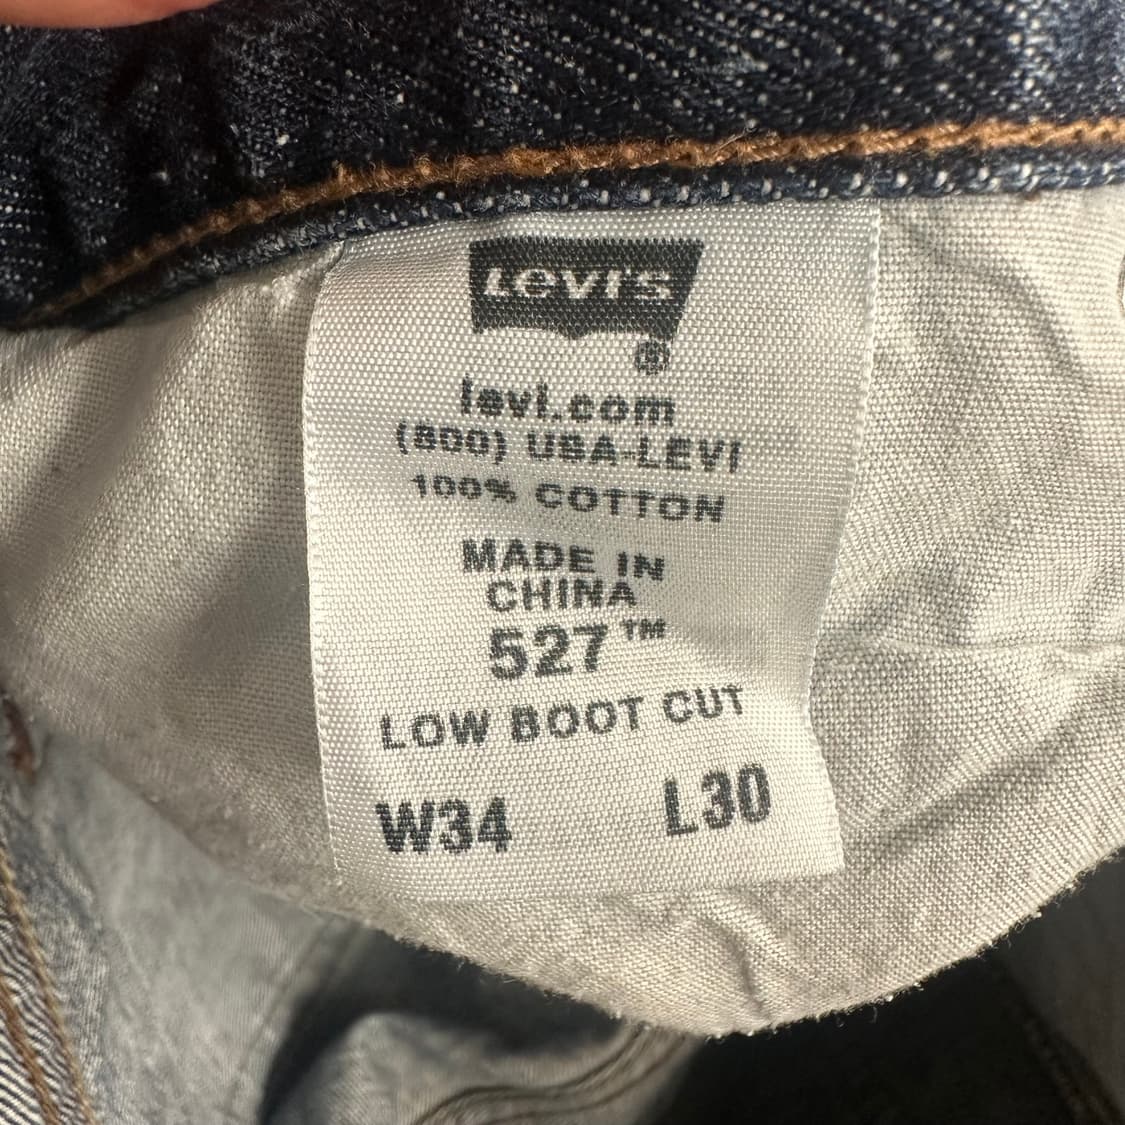 LEVI'S
®
levi.com
(800) USA-LEVI
100% COTTON
MADE IN
CHINA
527™
LOW BOOT CUT
W34 L30